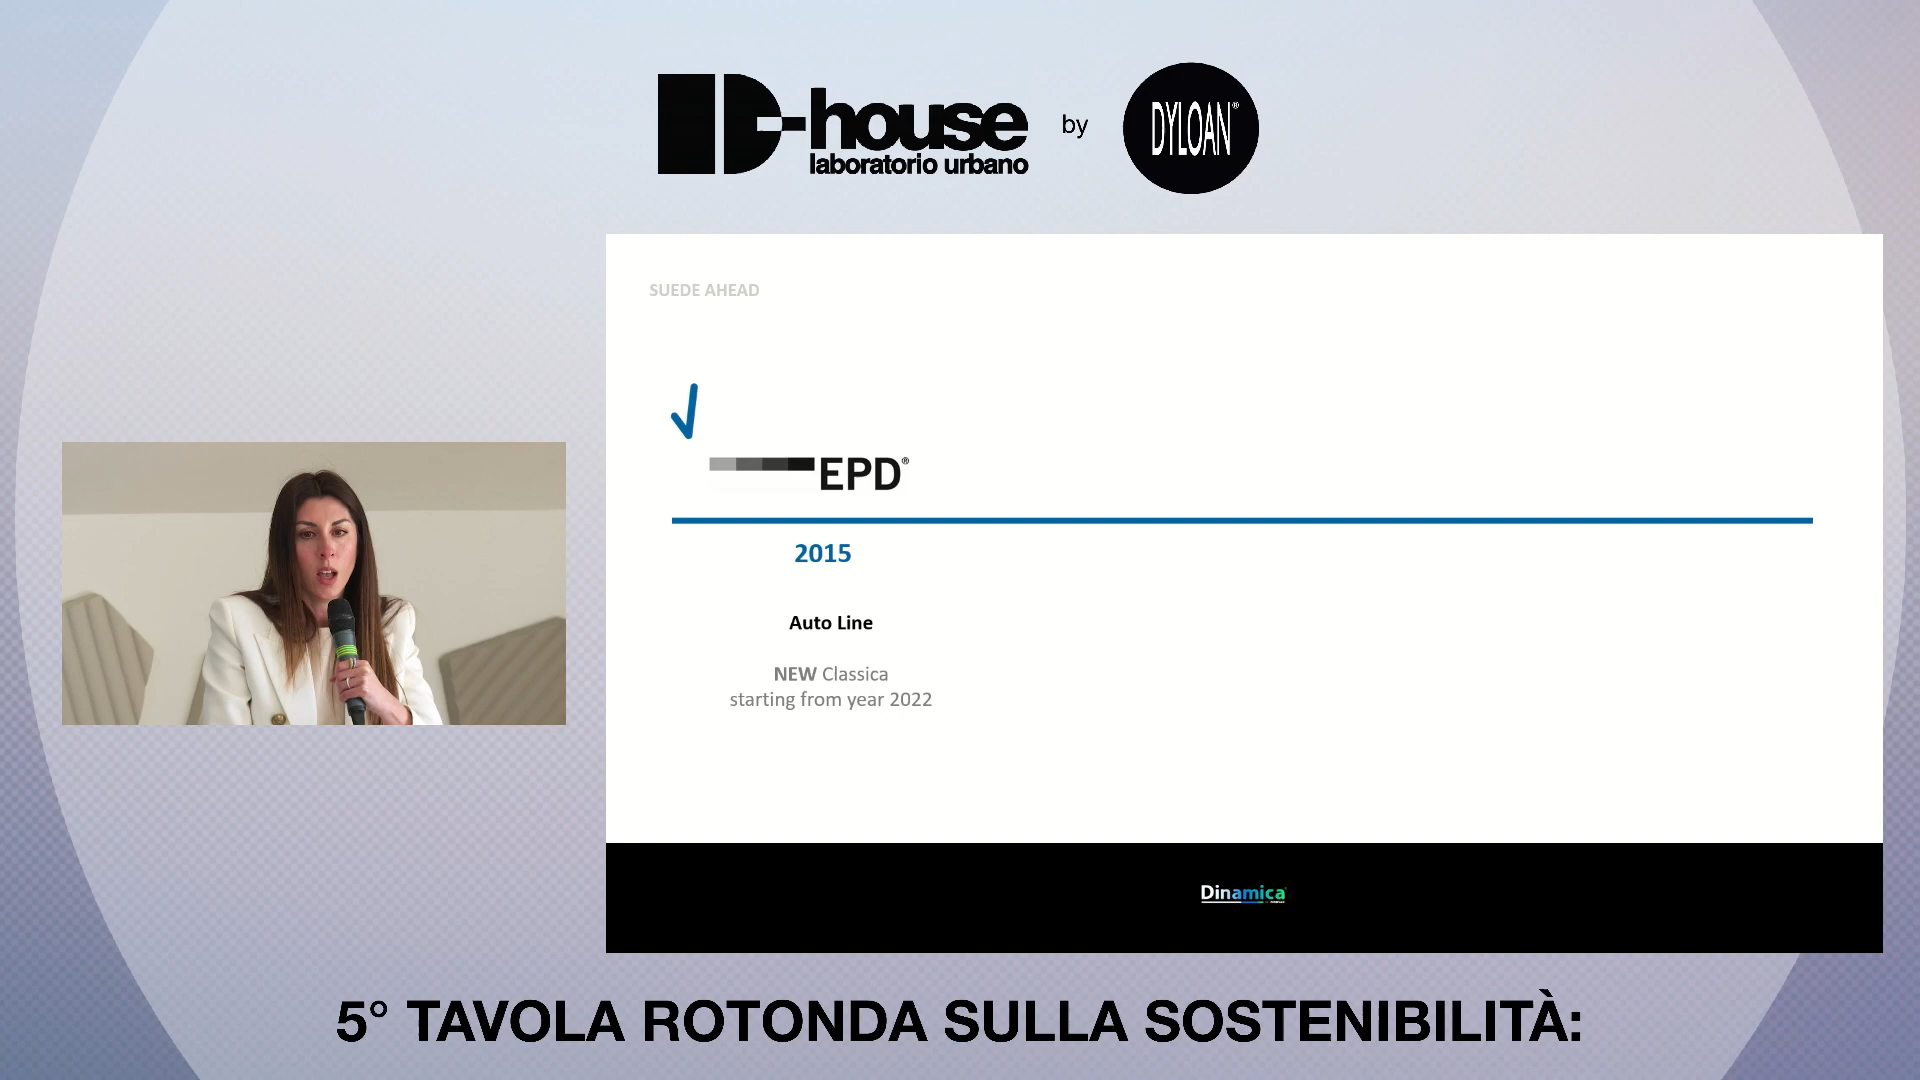 D-house
laboratorio urbano
by
DYLOAN®
SUEDE AHEAD
EPD®
2015
Auto Line
NEW Classica
starting from year 2022
Dinamica
5° TAVOLA ROTONDA SULLA SOSTENIBILITÀ: